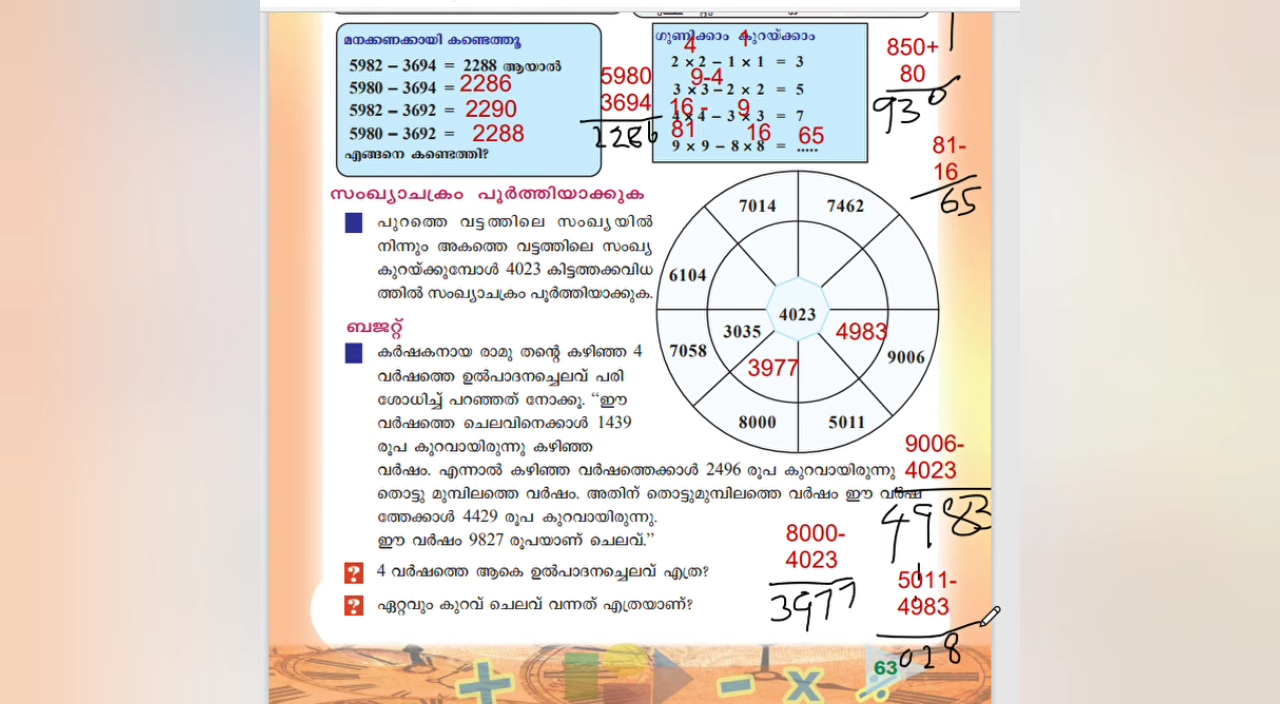 മനക്കണക്കായി കണ്ടെത്തൂ
5982 – 3694 = 2288 ആയാൽ
5980 – 3694 = 2286
5982 – 3692 = 2290
5980 – 3692 = 2288
എങ്ങനെ കണ്ടെത്തി?
5980
3694
2286
ഗുണിക്കാം കുറയ്ക്കാം
4 1
2 × 2 – 1 × 1 = 3
9-4
3 × 3 – 2 × 2 = 5
16 - 9
4 × 4 – 3 × 3 = 7
81 16 65
9 × 9 – 8 × 8 = .....
850+
80
930
81-
16
65
സംഖ്യാചക്രം പൂർത്തിയാക്കുക
പുറത്തെ വട്ടത്തിലെ സംഖ്യയിൽ
നിന്നും അകത്തെ വട്ടത്തിലെ സംഖ്യ
കുറയ്ക്കുമ്പോൾ 4023 കിട്ടത്തക്കവിധ
ത്തിൽ സംഖ്യാചക്രം പൂർത്തിയാക്കുക.
7014 7462
6104
4023
3035 4983
7058 9006
3977
8000 5011
ബജറ്റ്
കർഷകനായ രാമു തന്റെ കഴിഞ്ഞ 4
വർഷത്തെ ഉൽപാദനച്ചെലവ് പരി
ശോധിച്ച് പറഞ്ഞത് നോക്കൂ. “ഈ
വർഷത്തെ ചെലവിനെക്കാൾ 1439
രൂപ കുറവായിരുന്നു കഴിഞ്ഞ
വർഷം. എന്നാൽ കഴിഞ്ഞ വർഷത്തെക്കാൾ 2496 രൂപ കുറവായിരുന്നു
തൊട്ടു മുമ്പിലത്തെ വർഷം. അതിന് തൊട്ടുമുമ്പിലത്തെ വർഷം ഈ വർഷ
ത്തേക്കാൾ 4429 രൂപ കുറവായിരുന്നു.
ഈ വർഷം 9827 രൂപയാണ് ചെലവ്.”
? 4 വർഷത്തെ ആകെ ഉൽപാദനച്ചെലവ് എത്ര?
? ഏറ്റവും കുറവ് ചെലവ് വന്നത് എത്രയാണ്?
9006-
4023
4983
8000-
4023
3977
5011-
4983
028
63